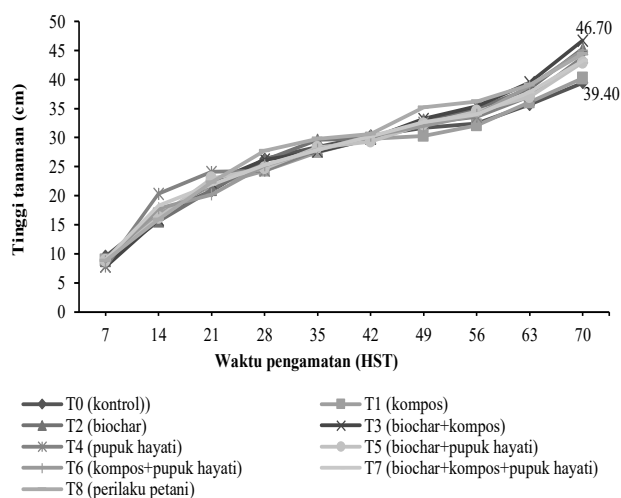 50
45
40
35
30
25
20
15
10
5
0
Tinggi tanaman (cm)
46.70
39.40
7 14 21 28 35 42 49 56 63 70
Waktu pengamatan (HST)
T0 (kontrol)) T1 (kompos)
T2 (biochar) T3 (biochar+kompos)
T4 (pupuk hayati) T5 (biochar+pupuk hayati)
T6 (kompos+pupuk hayati) T7 (biochar+kompos+pupuk hayati)
T8 (perilaku petani)